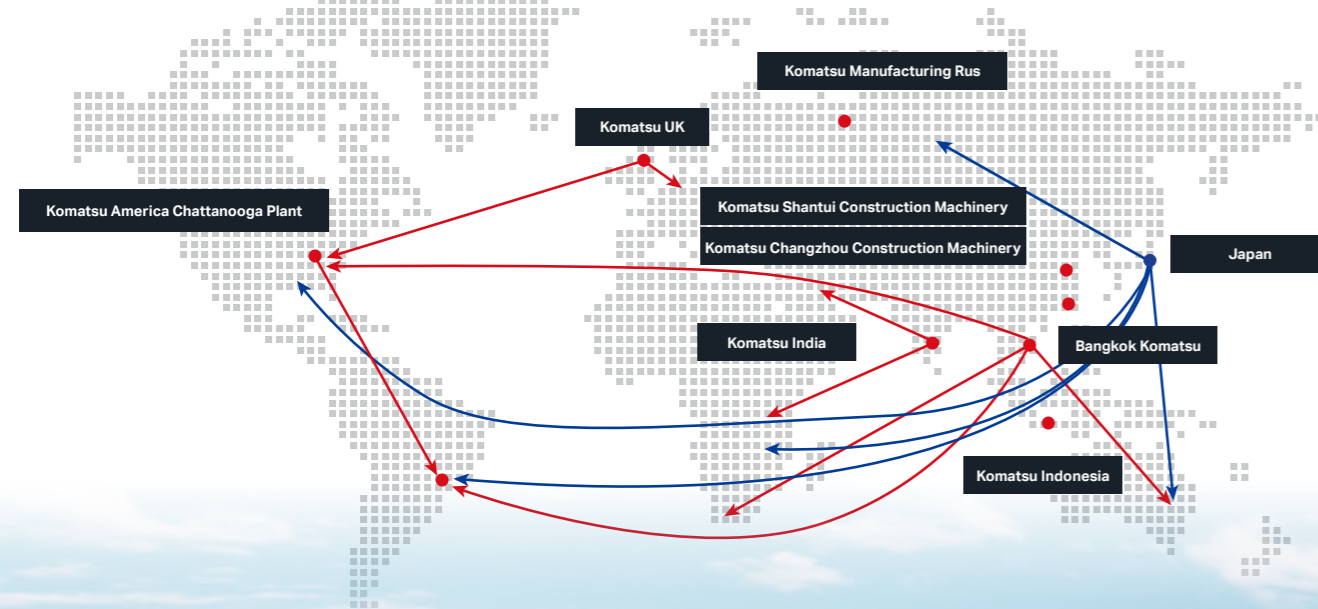 Komatsu Manufacturing Rus
Komatsu UK
Komatsu America Chattanooga Plant
Komatsu Shantui Construction Machinery
Komatsu Changzhou Construction Machinery
Japan
Komatsu India
Bangkok Komatsu
Komatsu Indonesia